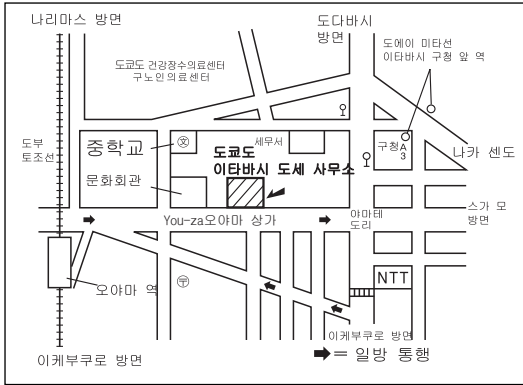 나리마스 방면
도다바시
방면
도에이 미타선
이타바시 구청 앞 역
도쿄도 건강장수의료센터
구노인의료센터
도부
토조선
중학교
文
세무서
구청
A
3
나카 센도
도쿄도
이타바시 도세 사무소
문화회관
스가 모
방면
You-za오야마 상가
야마테
도리
오야마 역
〒
NTT
이케부쿠로 방면
이케부쿠로 방면
➡= 일방 통행